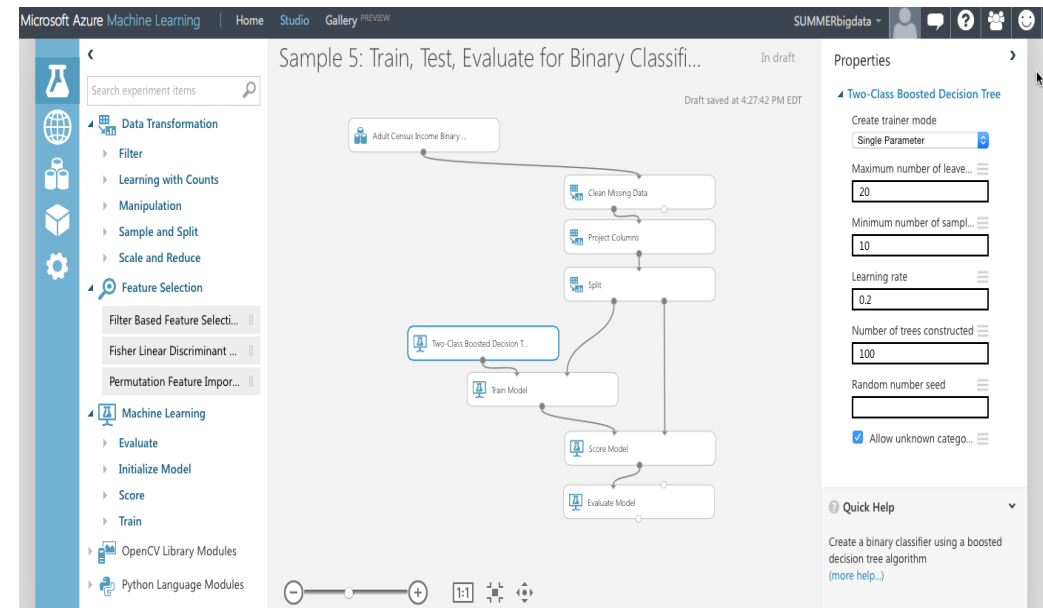 Microsoft Azure Machine Learning | Home Studio Gallery PREVIEW SUMMERbigdata
Search experiment items
Data Transformation
Filter
Learning with Counts
Manipulation
Sample and Split
Scale and Reduce
Feature Selection
Filter Based Feature Selecti...
Fisher Linear Discriminant ...
Permutation Feature Impor...
Machine Learning
Evaluate
Initialize Model
Score
Train
OpenCV Library Modules
Python Language Modules
Sample 5: Train, Test, Evaluate for Binary Classifi...
In draft
Draft saved at 4:27:42 PM EDT
Adult Census Income Binary ...
Clean Missing Data
Project Columns
Split
Two-Class Boosted Decision T...
Train Model
Score Model
Evaluate Model
1:1
Properties
Two-Class Boosted Decision Tree
Create trainer mode
Single Parameter
Maximum number of leave...
20
Minimum number of sampl...
10
Learning rate
0.2
Number of trees constructed
100
Random number seed
Allow unknown catego...
Quick Help
Create a binary classifier using a boosted
decision tree algorithm
(more help...)